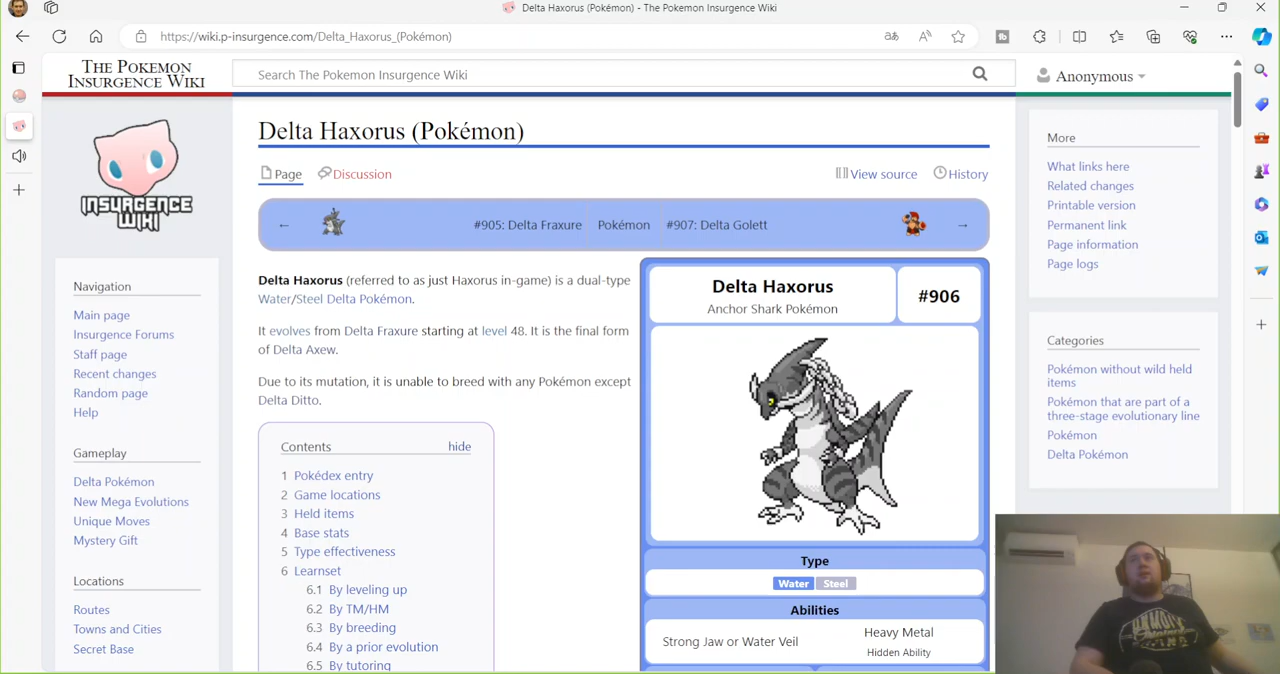 Delta Haxorus (Pokémon) - The Pokemon Insurgence Wiki
https://wiki.p-insurgence.com/Delta_Haxorus_(Pokémon)
THE POKEMON
INSURGENCE WIKI
Search The Pokemon Insurgence Wiki
Anonymous
INSURGENCE
WIKI
Navigation
Main page
Insurgence Forums
Staff page
Recent changes
Random page
Help
Gameplay
Delta Pokémon
New Mega Evolutions
Unique Moves
Mystery Gift
Locations
Routes
Towns and Cities
Secret Base
Delta Haxorus (Pokémon)
Page Discussion View source History
← #905: Delta Fraxure Pokémon #907: Delta Golett →
Delta Haxorus (referred to as just Haxorus in-game) is a dual-type
Water/Steel Delta Pokémon.
It evolves from Delta Fraxure starting at level 48. It is the final form
of Delta Axew.
Due to its mutation, it is unable to breed with any Pokémon except
Delta Ditto.
Contents hide
1 Pokédex entry
2 Game locations
3 Held items
4 Base stats
5 Type effectiveness
6 Learnset
6.1 By leveling up
6.2 By TM/HM
6.3 By breeding
6.4 By a prior evolution
6.5 By tutoring
Delta Haxorus
Anchor Shark Pokémon
#906
Type
Water Steel
Abilities
Strong Jaw or Water Veil
Heavy Metal
Hidden Ability
More
What links here
Related changes
Printable version
Permanent link
Page information
Page logs
Categories
Pokémon without wild held
items
Pokémon that are part of a
three-stage evolutionary line
Pokémon
Delta Pokémon